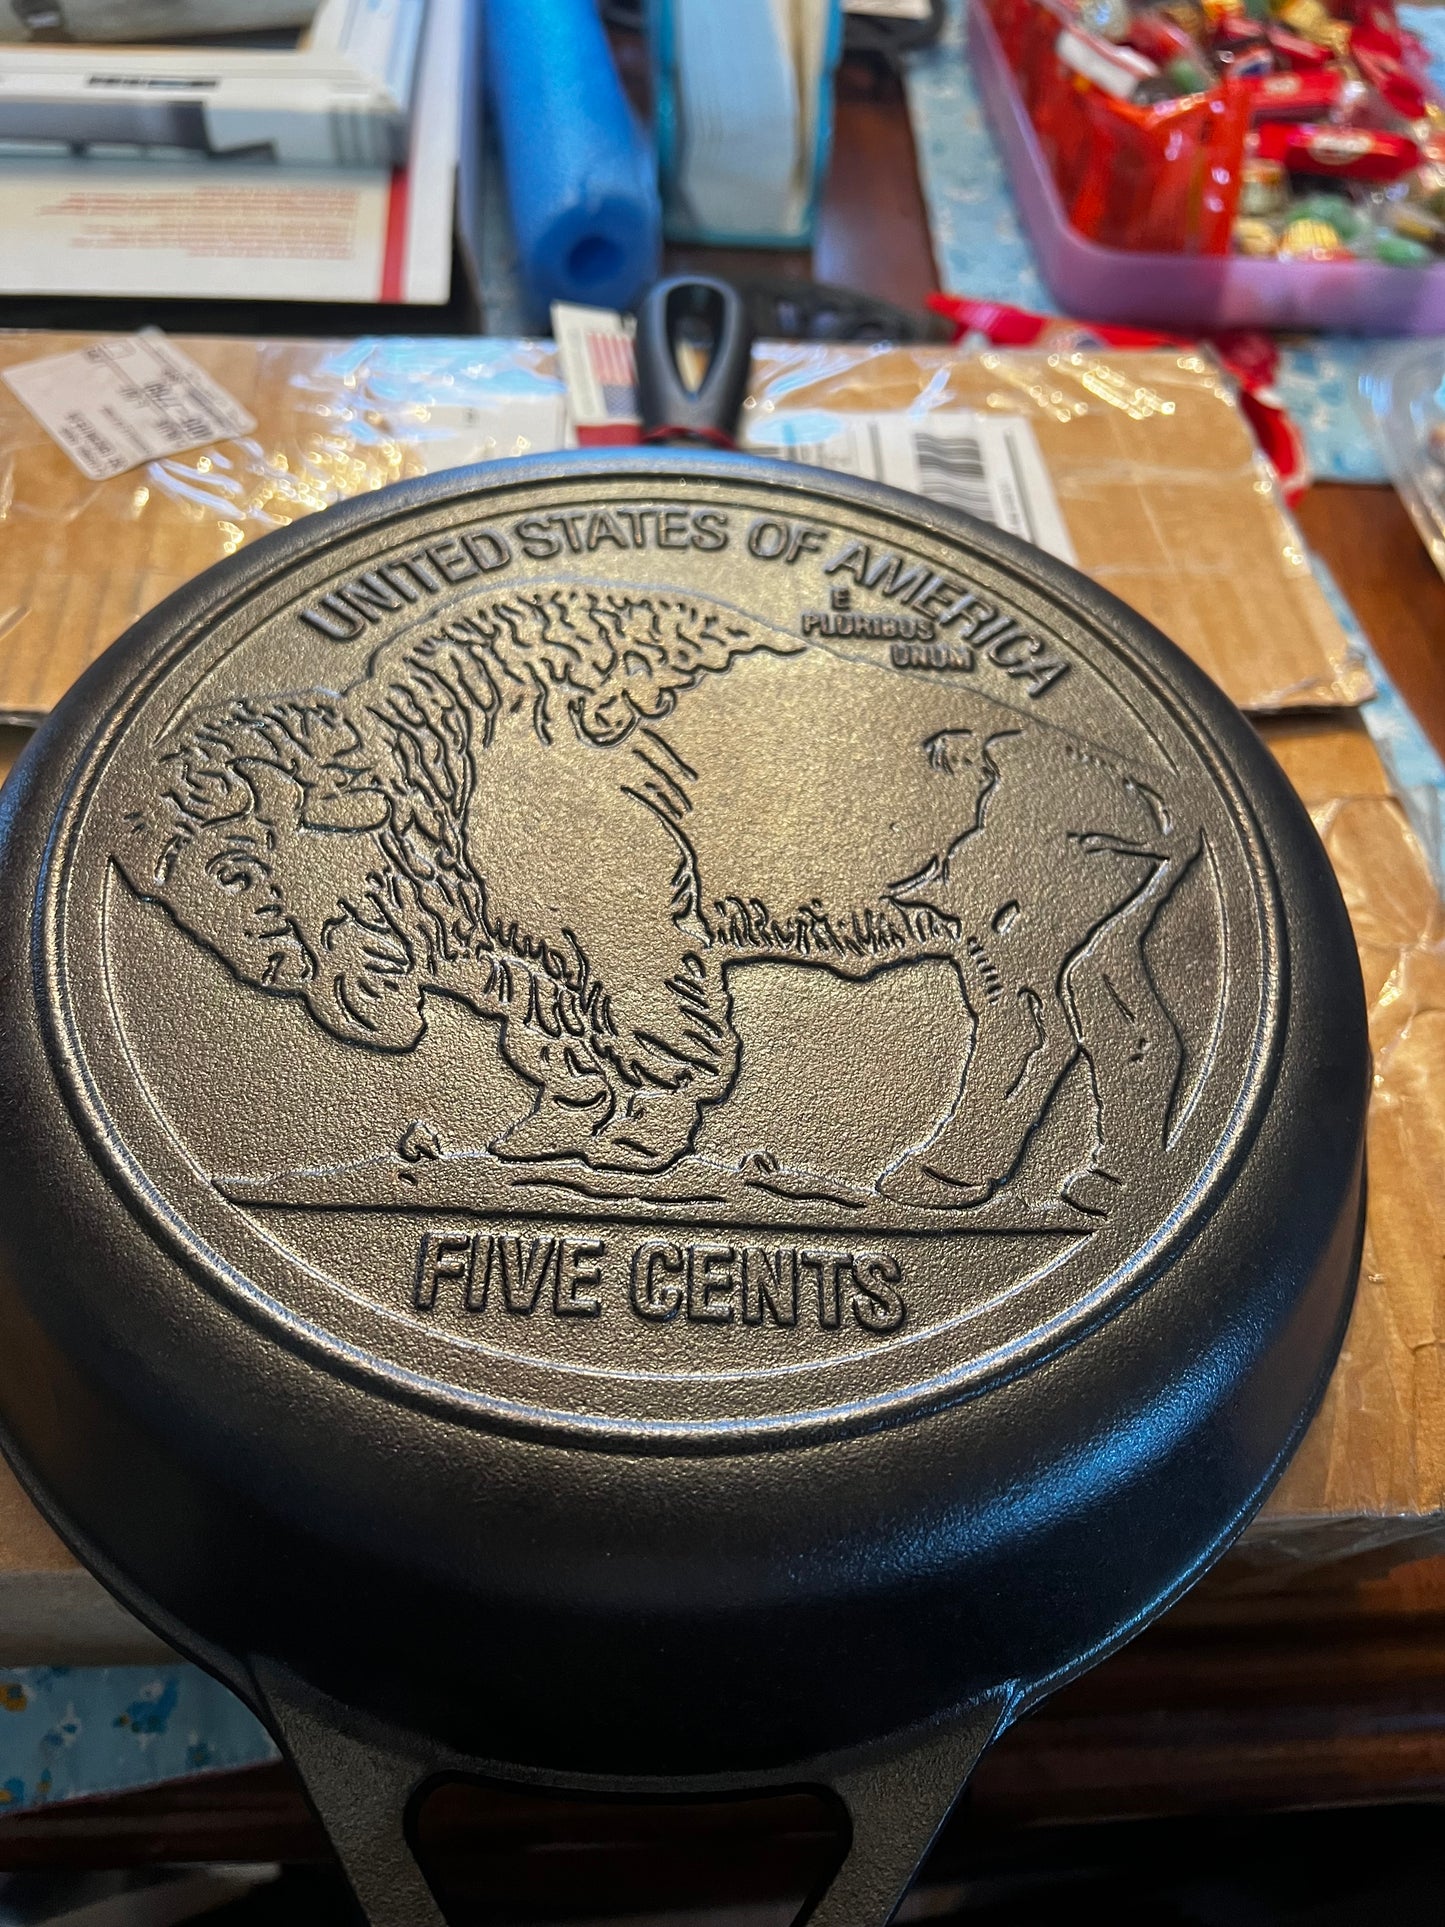 UNITED STATES OF AMERICA
E
PLURIBUS
UNUM
FIVE CENTS